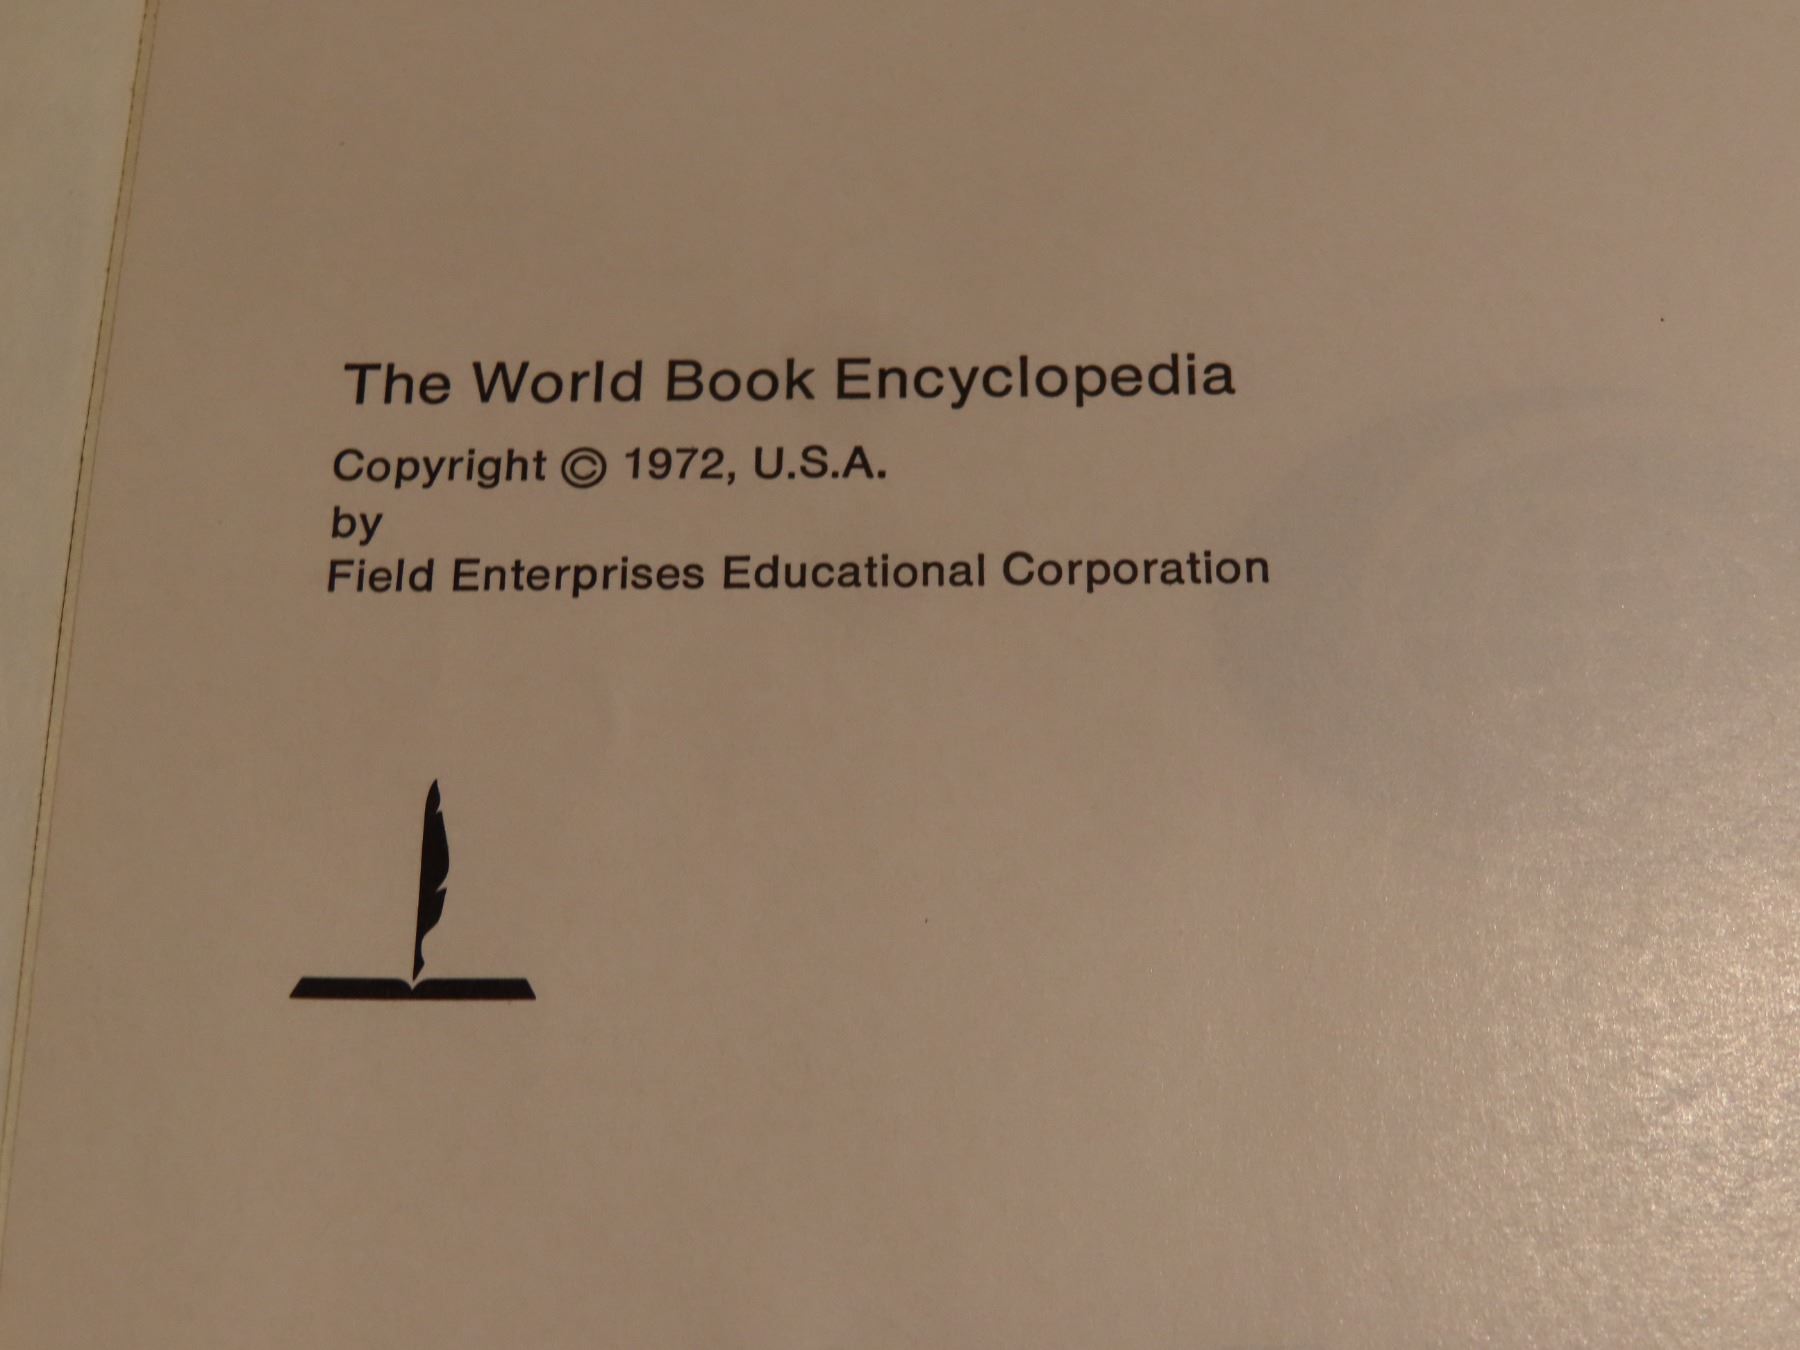 The World Book Encyclopedia
Copyright © 1972, U.S.A.
by
Field Enterprises Educational Corporation